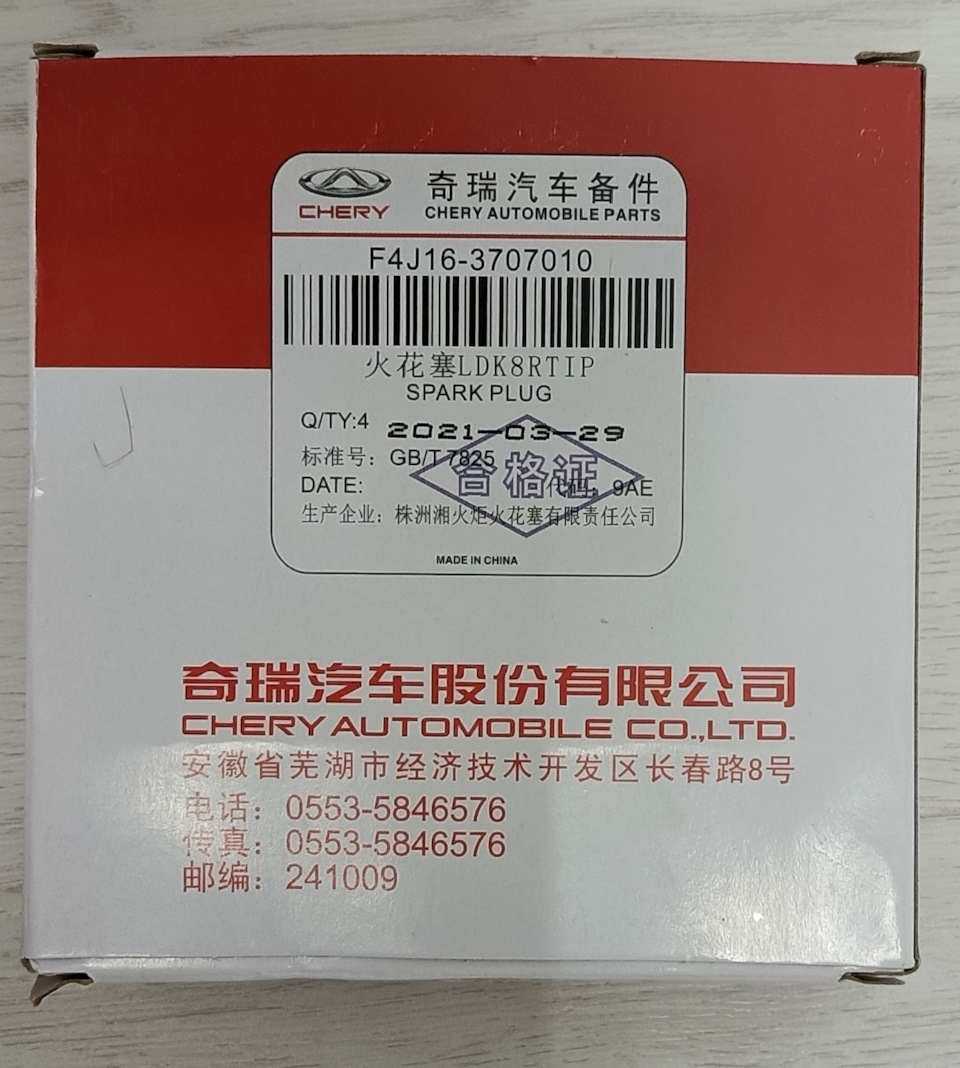 CHERY
奇瑞汽车备件
CHERY AUTOMOBILE PARTS
F4J16-3707010
火花塞LDK8RTIP
SPARK PLUG
Q/TY:4
2021-03-29
标准号：GB/T 7825
合格证
DATE: 代码：9AE
生产企业：株洲湘火炬火花塞有限责任公司
MADE IN CHINA
奇瑞汽车股份有限公司
CHERY AUTOMOBILE CO.,LTD.
安徽省芜湖市经济技术开发区长春路8号
电话：0553-5846576
传真：0553-5846576
邮编：241009